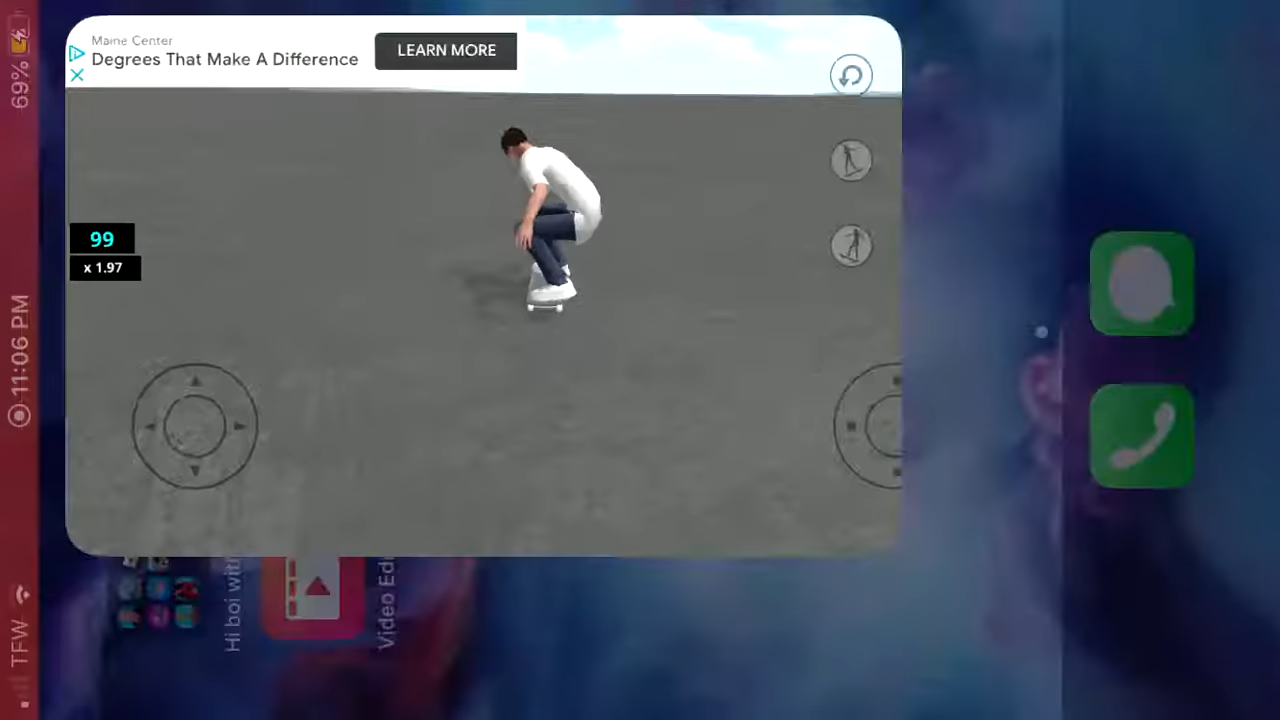 Maine Center
Degrees That Make A Difference
LEARN MORE
99
x 1.97
69%
11:06 PM
TFW
Hi boi with
Video Ed